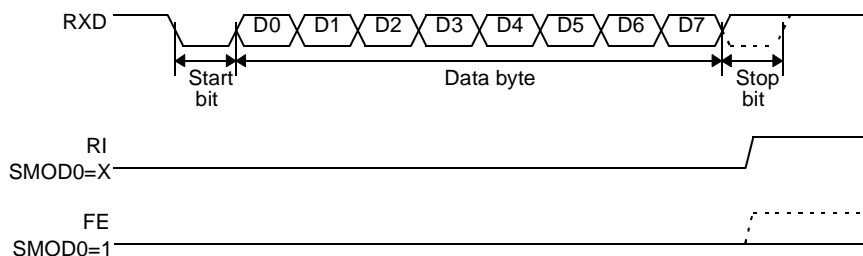 RXD D0 D1 D2 D3 D4 D5 D6 D7
Start bit Data byte Stop bit
RI
SMOD0=X
FE
SMOD0=1